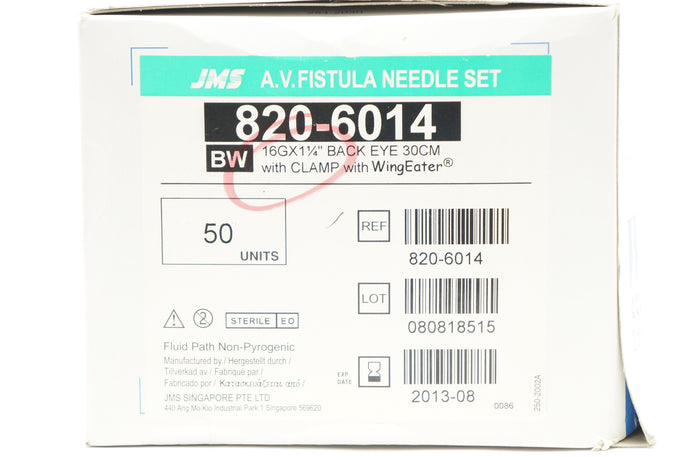 JMS A.V.FISTULA NEEDLE SET
820-6014
BW 16GX1¼" BACK EYE 30CM
with CLAMP with WingEater®
50
UNITS
REF
820-6014
LOT
080818515
STERILE EO
Fluid Path Non-Pyrogenic
Manufactured by / Hergestellt durch /
Tillverkad av / Fabriqué par /
Fabricado por / Κατασκευάζεται από /
JMS SINGAPORE PTE LTD
440 Ang Mo Kio Industrial Park 1 Singapore 569620
EXP.
DATE
2013-08
0086
250-2002A